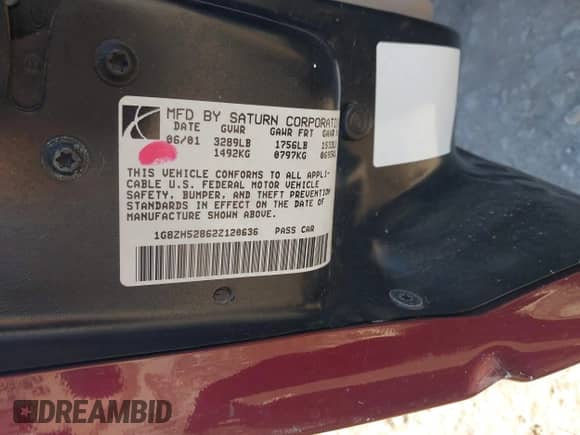 MFD BY SATURN CORPORATI
DATE GVWR GAWR FRT GAWR
06/01 3289LB 1756LB
1492KG 0797KG
THIS VEHICLE CONFORMS TO ALL APPLI-
CABLE U.S. FEDERAL MOTOR VEHICLE
SAFETY, BUMPER, AND THEFT PREVENTION
STANDARDS IN EFFECT ON THE DATE OF
MANUFACTURE SHOWN ABOVE.
1G8ZH52862Z120636 PASS CAR
DREAMBID